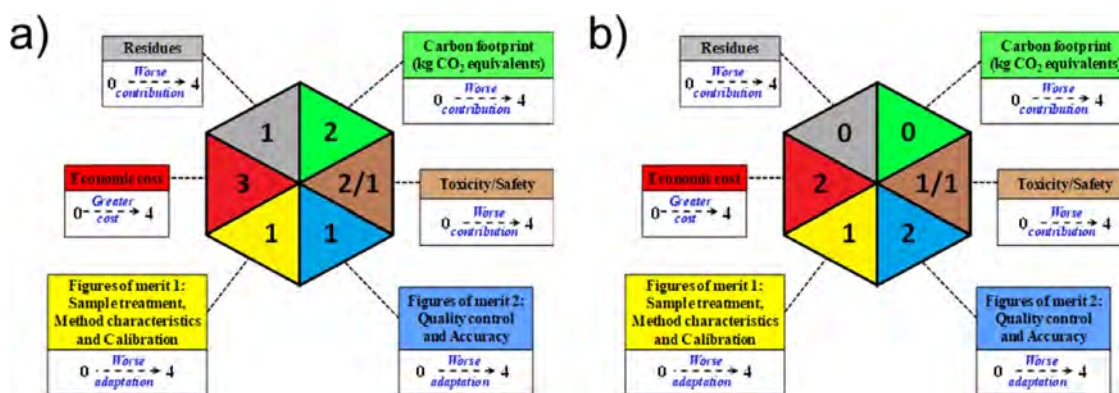 a)
Residues
Worse
0 4
contribution
Carbon footprint
(kg CO2 equivalents)
Worse
0 4
contribution
1
2
Economic cost
Greater
0 4
cost
3
2/1
Toxicity/Safety
Worse
0 4
contribution
1
1
Figures of merit 1:
Sample treatment,
Method characteristics
and Calibration
Worse
0 4
adaptation
Figures of merit 2:
Quality control
and Accuracy
Worse
0 4
adaptation
b)
Residues
Worse
0 4
contribution
Carbon footprint
(kg CO2 equivalents)
Worse
0 4
contribution
0
0
Economic cost
Greater
0 4
cost
2
1/1
Toxicity/Safety
Worse
0 4
contribution
1
2
Figures of merit 1:
Sample treatment,
Method characteristics
and Calibration
Worse
0 4
adaptation
Figures of merit 2:
Quality control
and Accuracy
Worse
0 4
adaptation